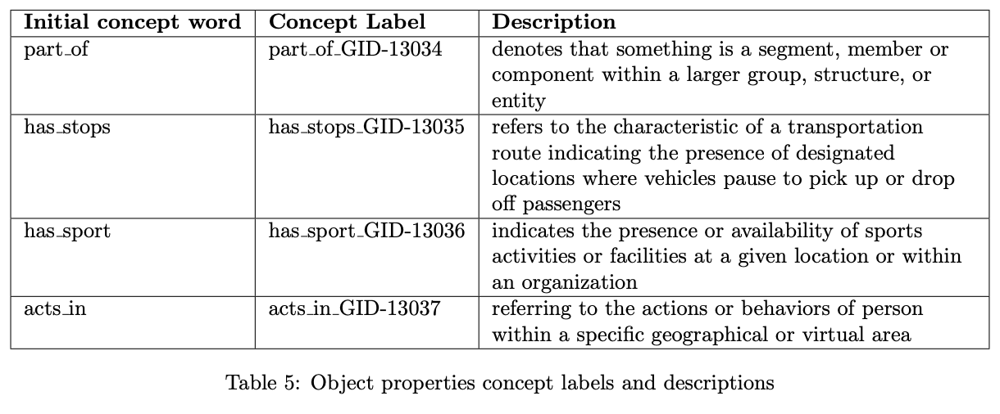 Initial concept word Concept Label Description
part_of part_of_GID-13034 denotes that something is a segment, member or
component within a larger group, structure, or
entity
has_stops has_stops_GID-13035 refers to the characteristic of a transportation
route indicating the presence of designated
locations where vehicles pause to pick up or drop
off passengers
has_sport has_sport_GID-13036 indicates the presence or availability of sports
activities or facilities at a given location or within
an organization
acts_in acts_in_GID-13037 referring to the actions or behaviors of person
within a specific geographical or virtual area
Table 5: Object properties concept labels and descriptions